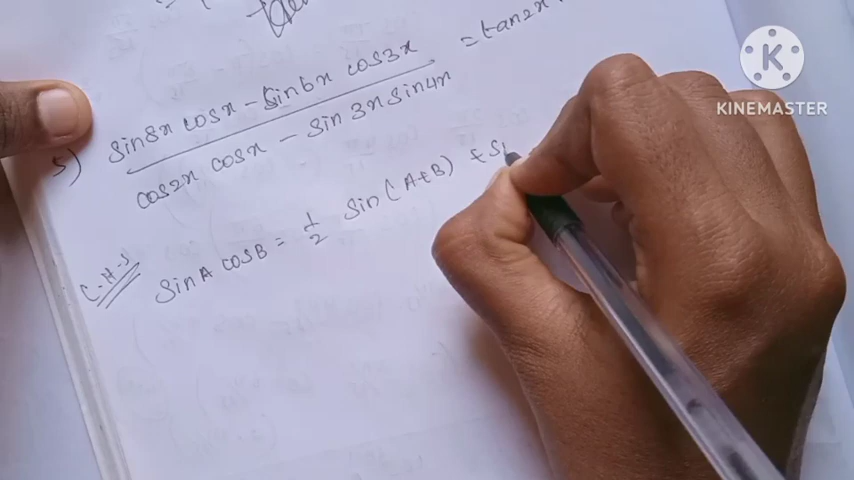 5) sin8x cosx - sin6x cos3x = tan2x
cos2x cosx - sin3x sin4x
L.H.S
sinA cosB = 1/2 sin(A+B) + si
K
KINEMASTER